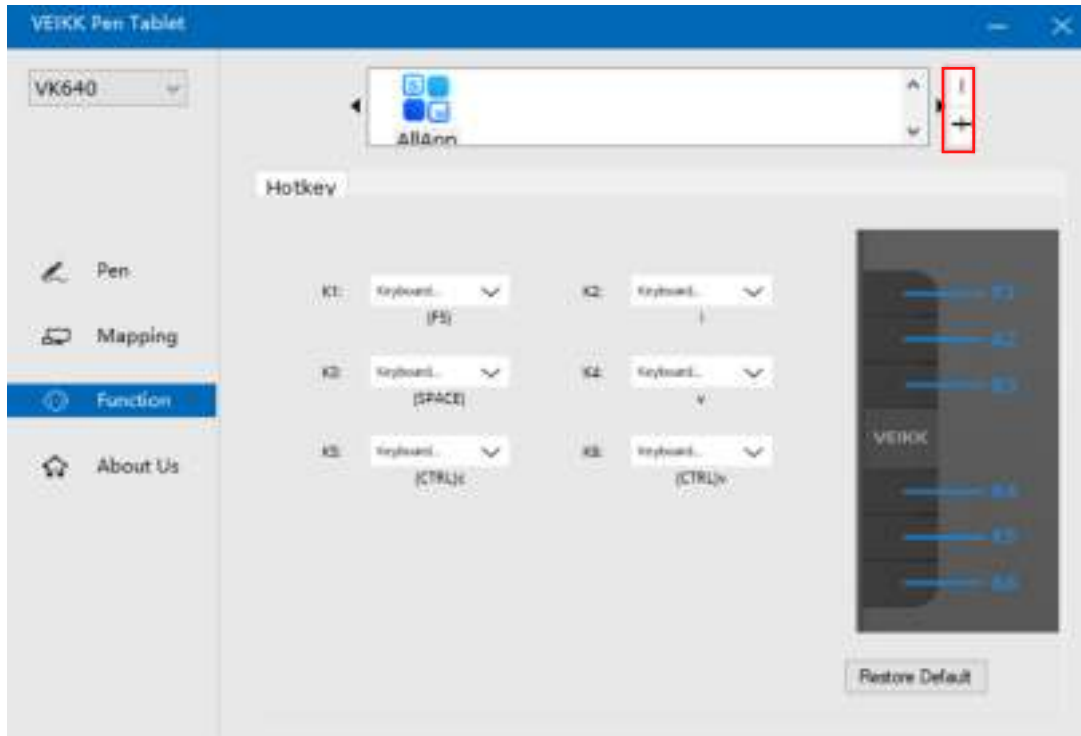 VEIKK Pen Tablet
VK640
AllApp
Hotkey
Pen
Mapping
Function
About Us
K1: Keyboard... K2: Keyboard...
(F5) i
K3: Keyboard... K4: Keyboard...
(SPACE) v
K5: Keyboard... K6: Keyboard...
(CTRL)c (CTRL)v
K1
K2
K3
VEIKK
K4
K5
K6
Restore Default